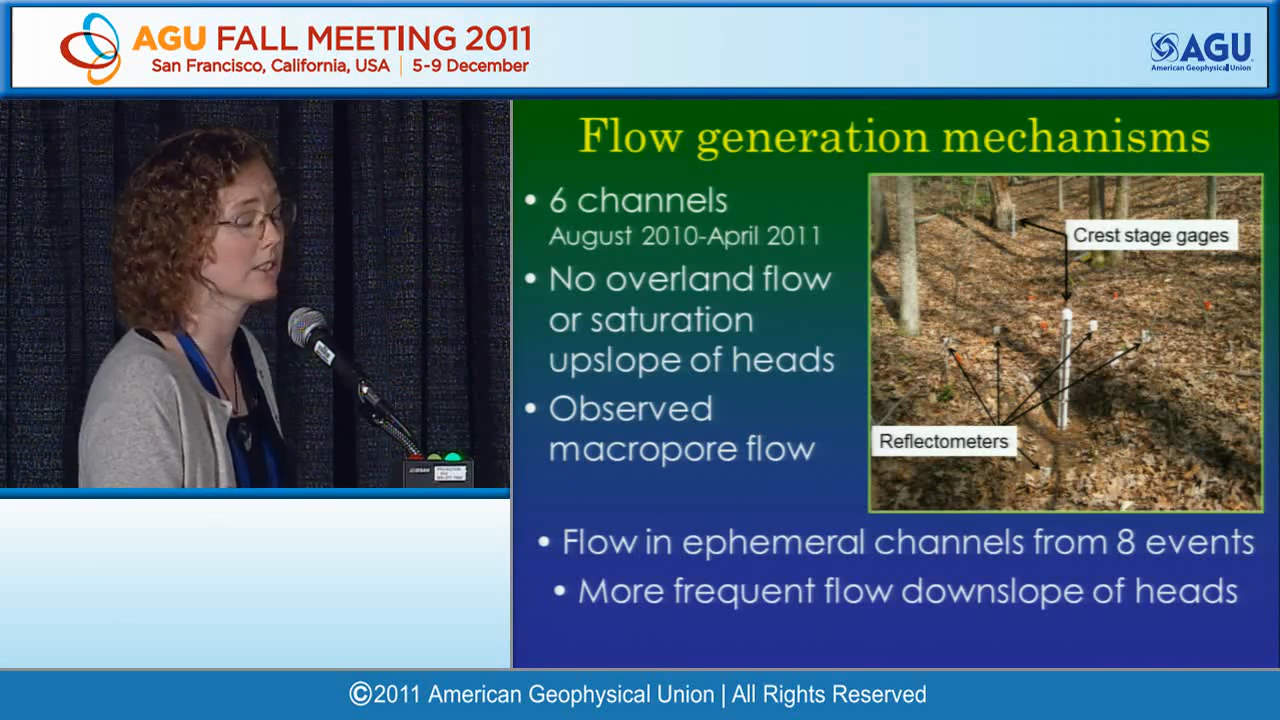 AGU FALL MEETING 2011
San Francisco, California, USA | 5-9 December
AGU
American Geophysical Union
Flow generation mechanisms
• 6 channels
August 2010-April 2011
• No overland flow
or saturation
upslope of heads
• Observed
macropore flow
Crest stage gages
Reflectometers
• Flow in ephemeral channels from 8 events
• More frequent flow downslope of heads
©2011 American Geophysical Union | All Rights Reserved